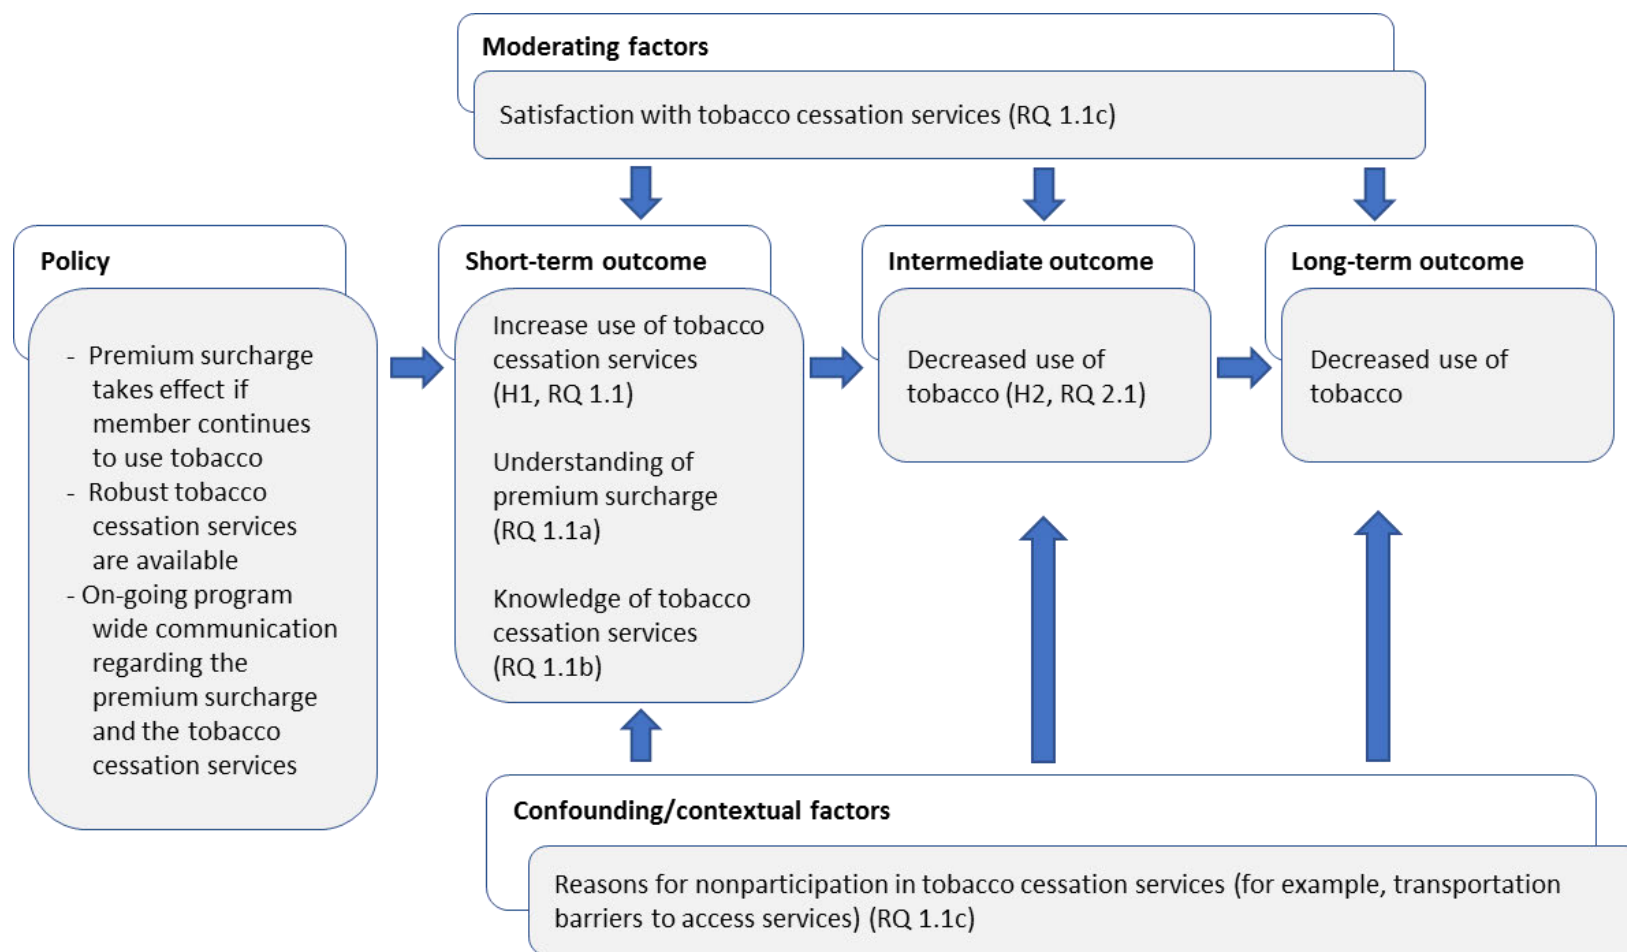 Moderating factors
Satisfaction with tobacco cessation services (RQ 1.1c)
Policy
- Premium surcharge
takes effect if
member continues
to use tobacco
- Robust tobacco
cessation services
are available
- On-going program
wide communication
regarding the
premium surcharge
and the tobacco
cessation services
Short-term outcome
Increase use of tobacco
cessation services
(H1, RQ 1.1)
Understanding of
premium surcharge
(RQ 1.1a)
Knowledge of tobacco
cessation services
(RQ 1.1b)
Intermediate outcome
Decreased use of
tobacco (H2, RQ 2.1)
Long-term outcome
Decreased use of
tobacco
Confounding/contextual factors
Reasons for nonparticipation in tobacco cessation services (for example, transportation
barriers to access services) (RQ 1.1c)